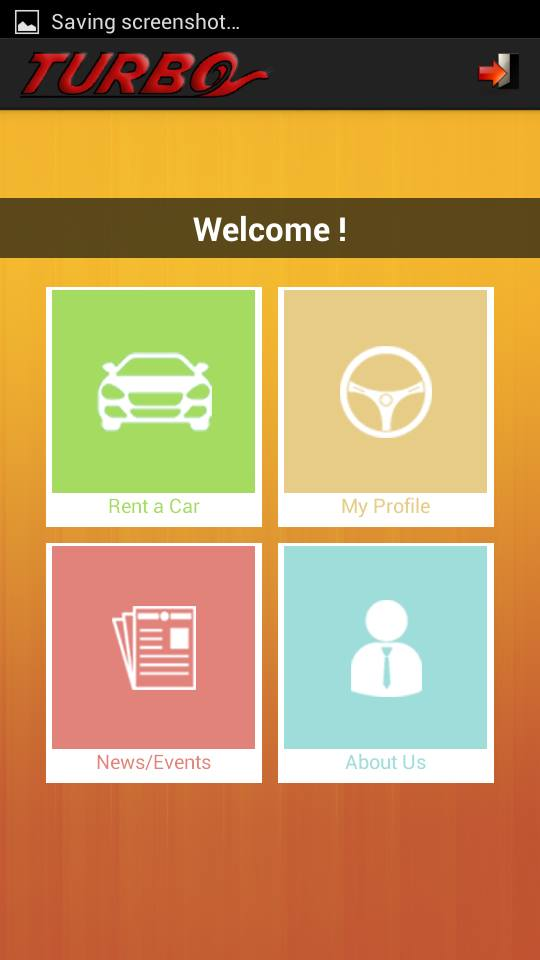 Saving screenshot...
TURBO
Welcome !
Rent a Car
My Profile
News/Events
About Us